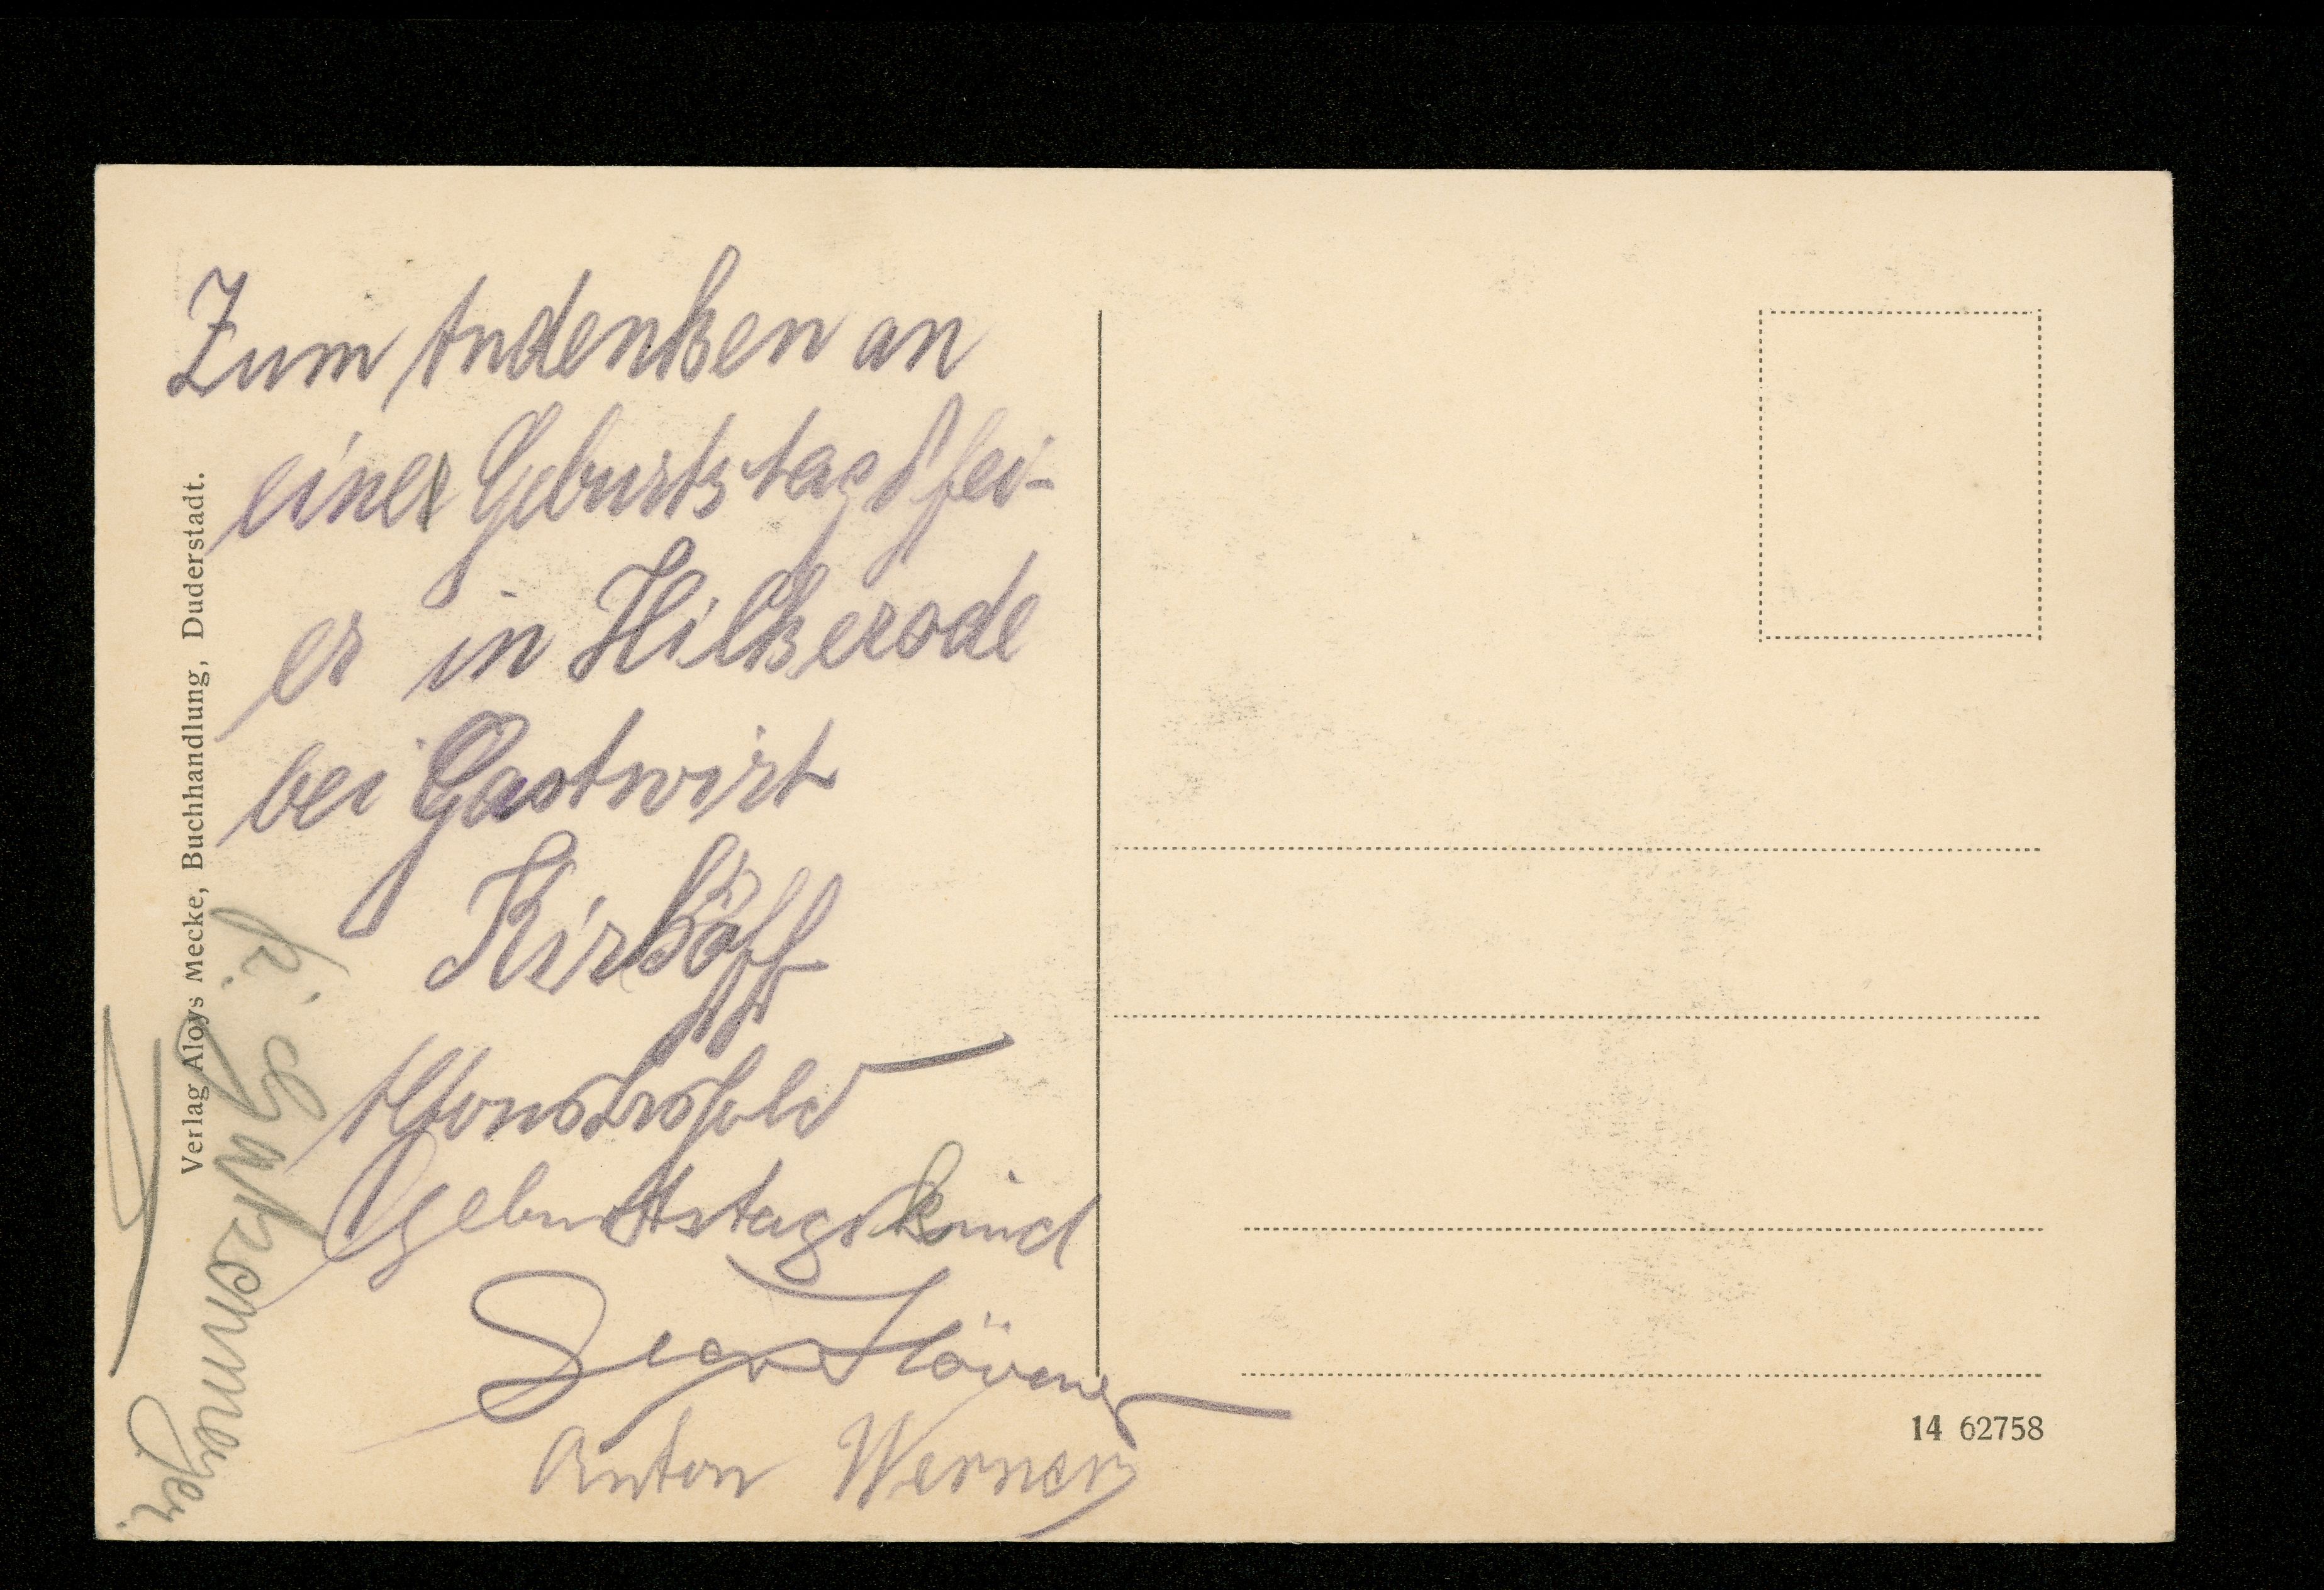 Zum Andenken an
einer Geburtstagsfei-
er in Hilkerode
bei Gastwirt
Kirköff
Geburtstagskind
Anton Werner
Verlag Aloys Mecke, Buchhandlung, Duderstadt.
14 62758